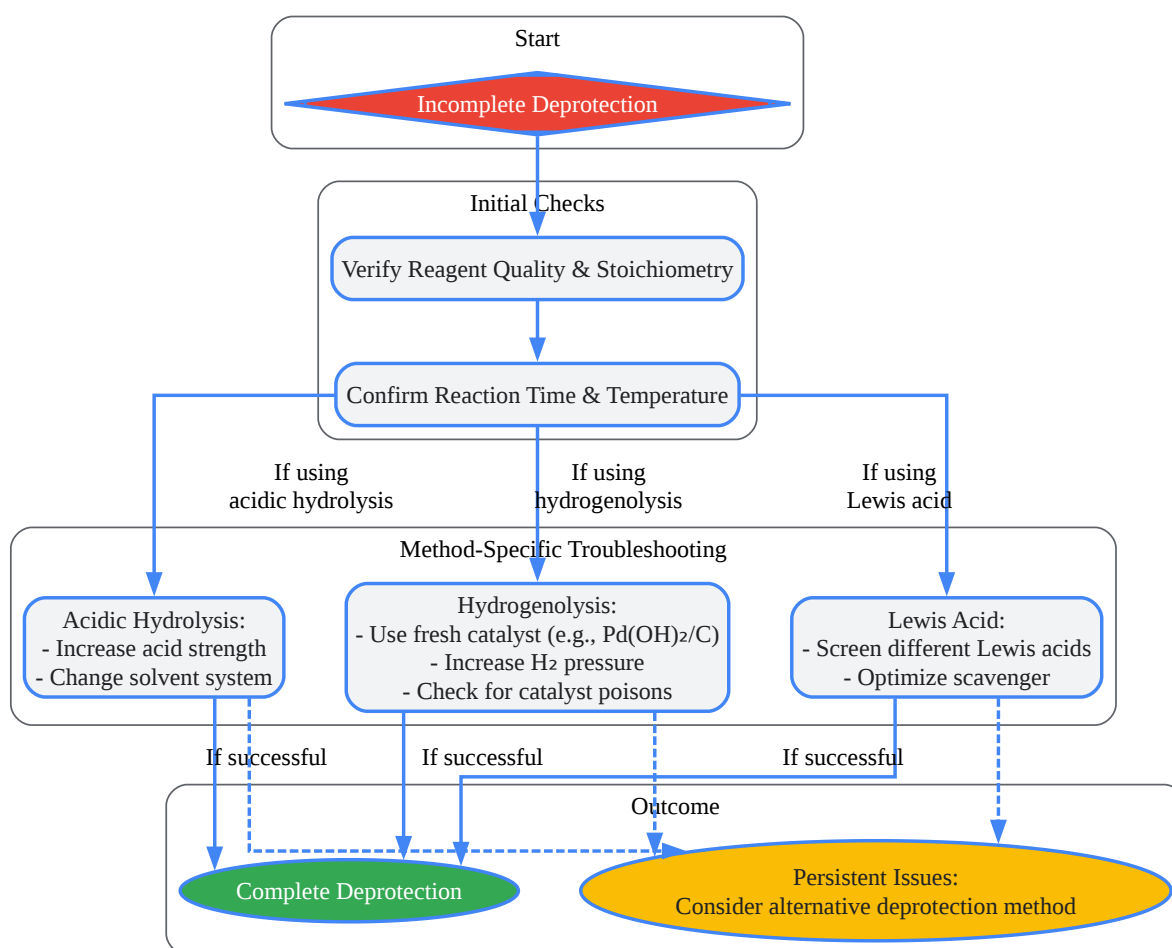 Start
Incomplete Deprotection
Initial Checks
Verify Reagent Quality & Stoichiometry
Confirm Reaction Time & Temperature
If using
acidic hydrolysis
If using
hydrogenolysis
If using
Lewis acid
Method-Specific Troubleshooting
Acidic Hydrolysis:
- Increase acid strength
- Change solvent system
Hydrogenolysis:
- Use fresh catalyst (e.g., Pd(OH)₂/C)
- Increase H₂ pressure
- Check for catalyst poisons
Lewis Acid:
- Screen different Lewis acids
- Optimize scavenger
If successful
If successful
If successful
Outcome
Complete Deprotection
Persistent Issues:
Consider alternative deprotection method